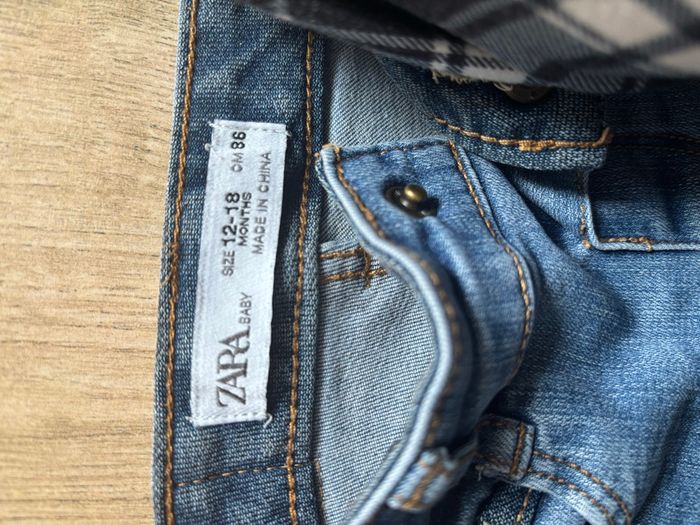 ZARA BABY
SIZE 12-18 CM 86
MONTHS
MADE IN CHINA